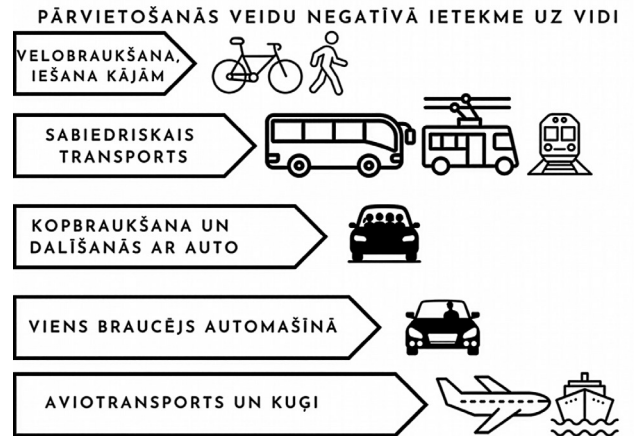 PĀRVIETOŠANĀS VEIDU NEGATĪVĀ IETEKME UZ VIDI
VELOBRAUKŠANA,
IEŠANA KĀJĀM
SABIEDRISKAIS
TRANSPORTS
KOPBRAUKŠANA UN
DALĪŠANĀS AR AUTO
VIENS BRAUCĒJS AUTOMAŠĪNĀ
AVIOTRANSPORTS UN KUĢI